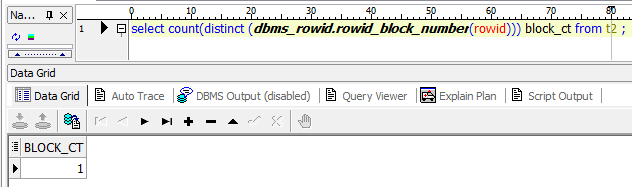 Na...
0 10 20 30 40 50 60 70 80
1 select count(distinct (dbms_rowid.rowid_block_number(rowid))) block_ct from t2 ;
Data Grid
Data Grid Auto Trace DBMS Output (disabled) Query Viewer Explain Plan Script Output
BLOCK_CT
1